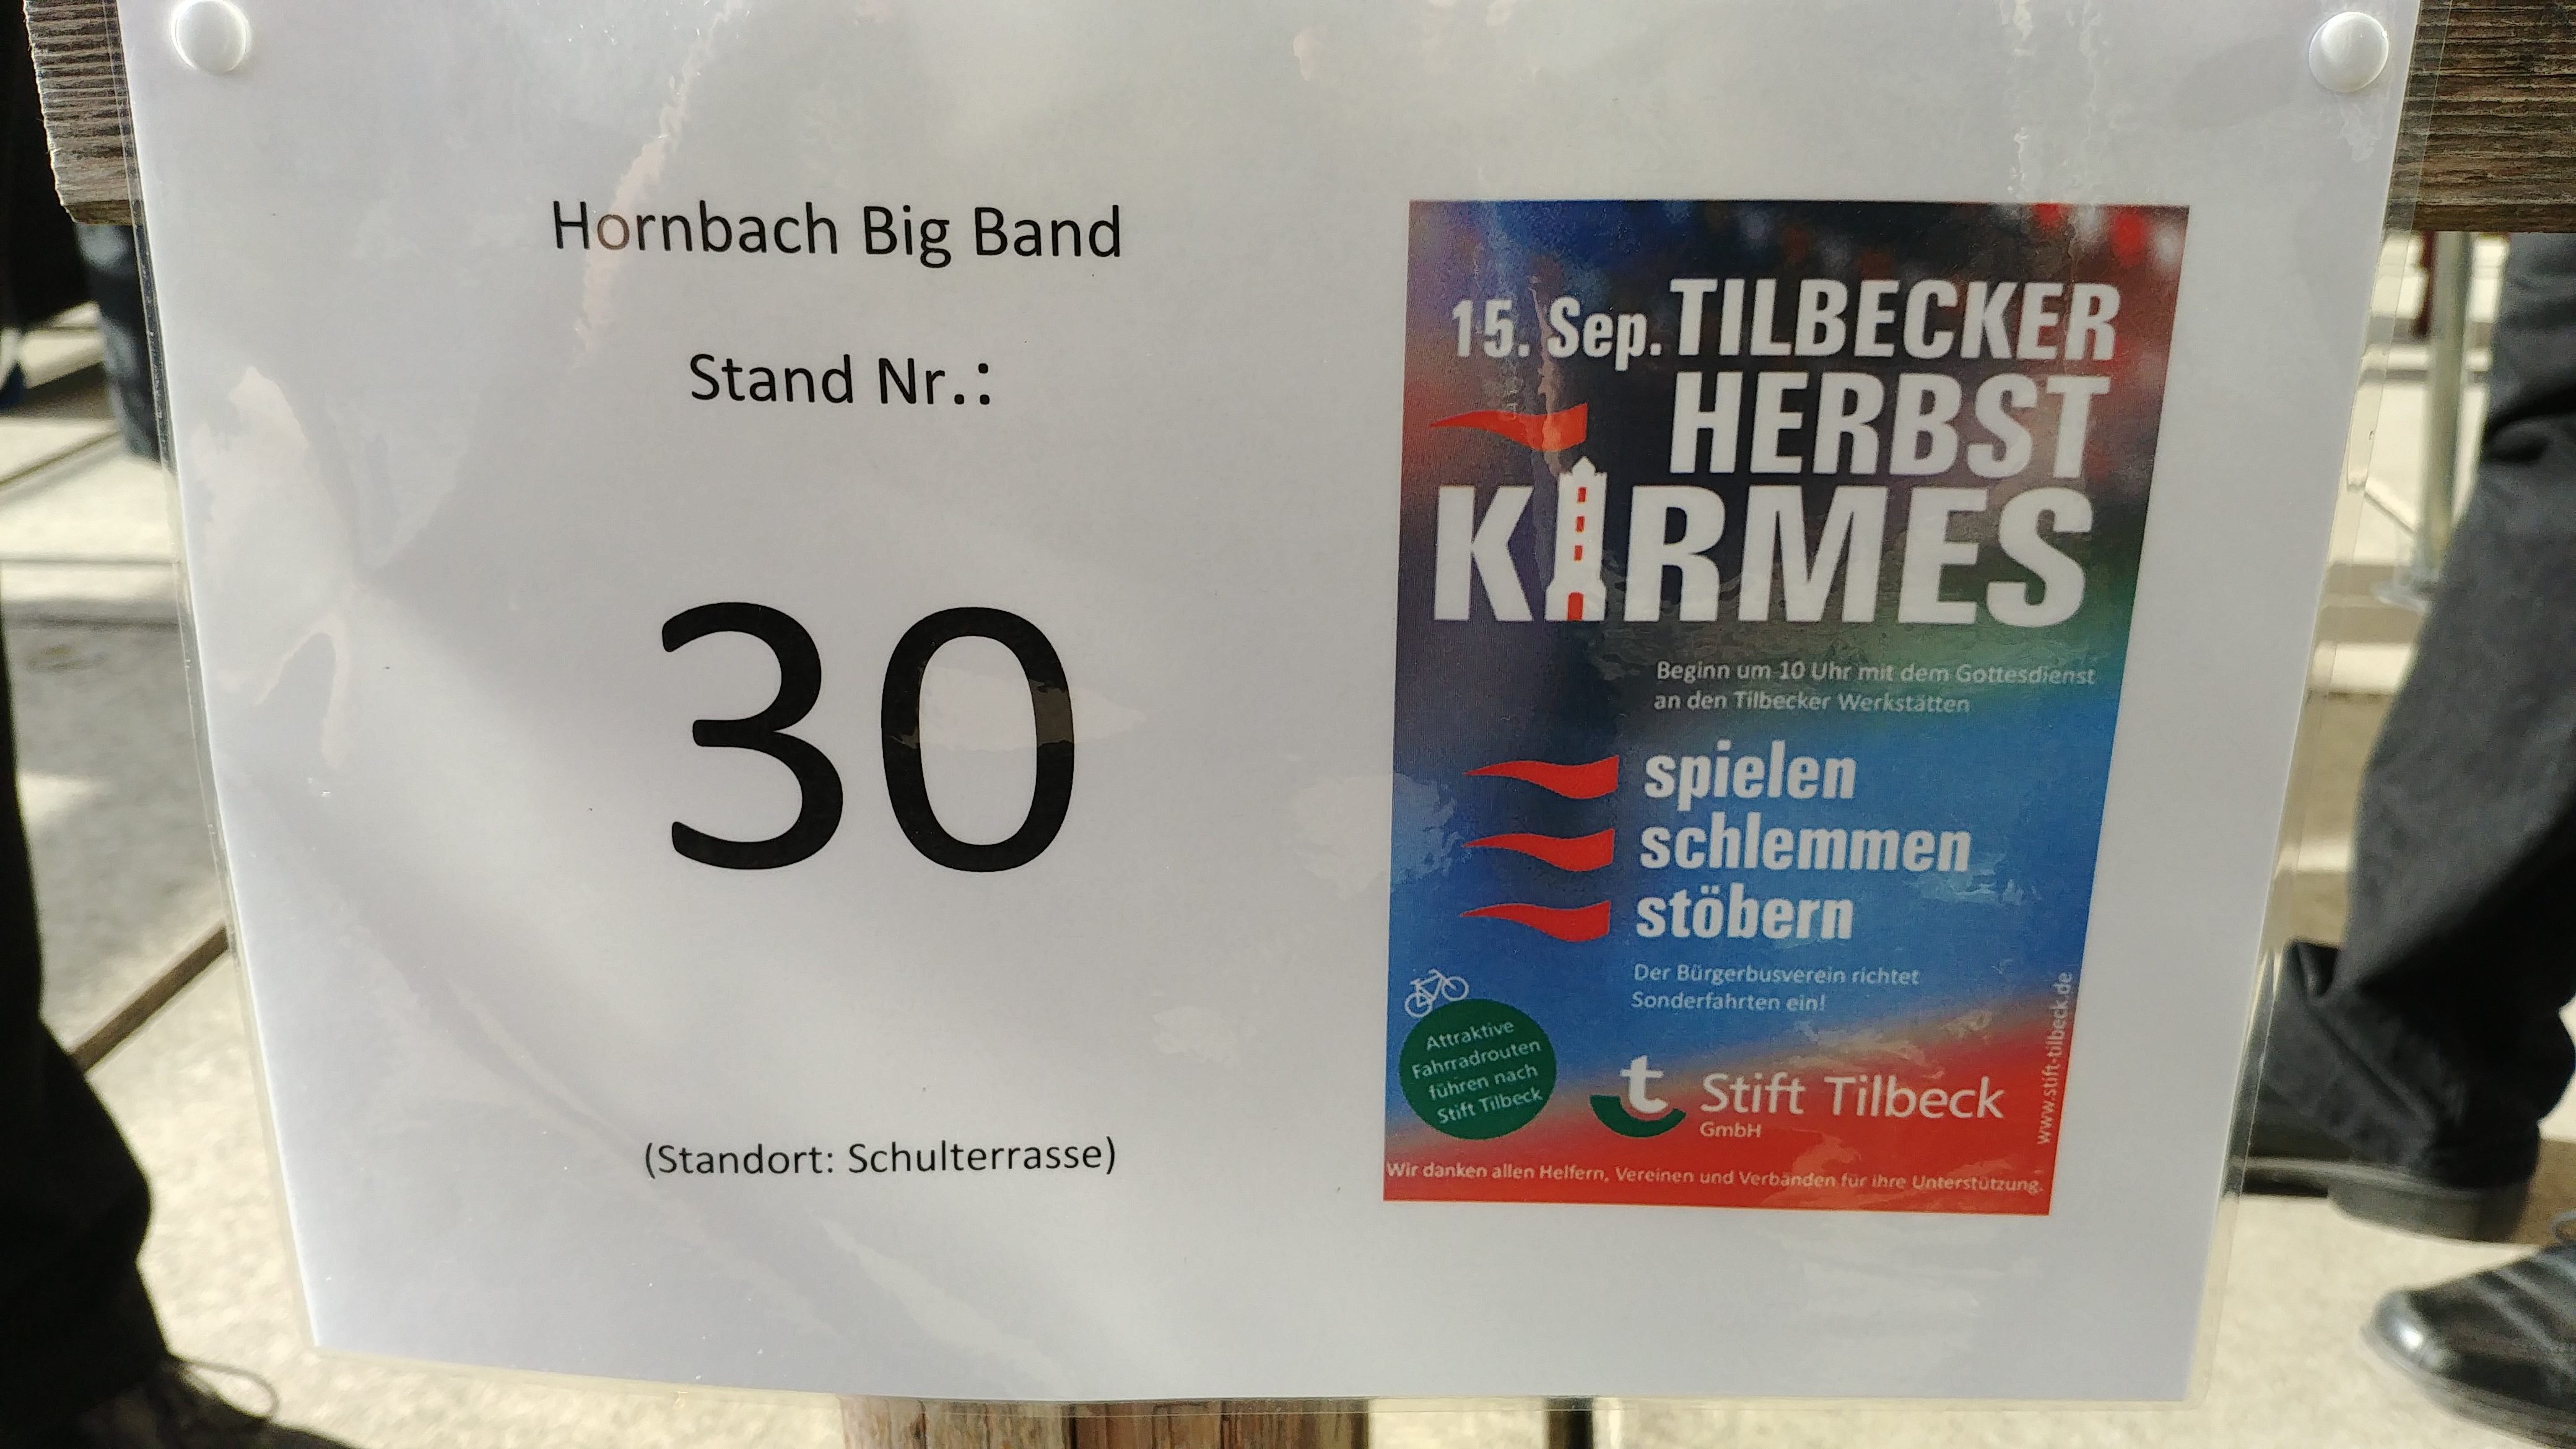 Hornbach Big Band
Stand Nr.:
30
(Standort: Schulterrasse)
15. Sep. TILBECKER
HERBST
KIRMES
Beginn um 10 Uhr mit dem Gottesdienst
an den Tilbecker Werkstätten
spielen
schlemmen
stöbern
Der Bürgerbusverein richtet
Sonderfahrten ein!
Attraktive
Fahrradrouten
führen nach
Stift Tilbeck
t Stift Tilbeck
GmbH
www.stift-tilbeck.de
Wir danken allen Helfern, Vereinen und Verbänden für ihre Unterstützung.